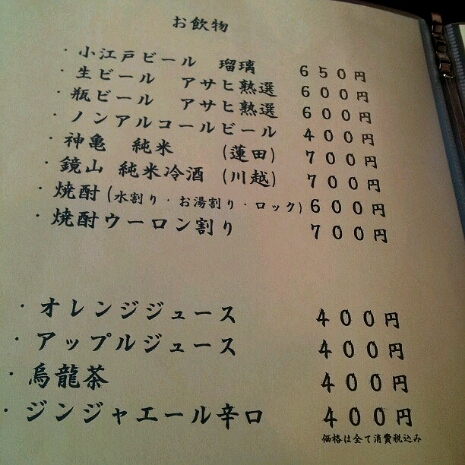 お飲物
・小江戸ビール 瑠璃 650円
・生ビール アサヒ熟選 600円
・瓶ビール アサヒ熟選 600円
・ノンアルコールビール 400円
・神亀 純米 (蓮田) 700円
・鏡山 純米冷酒 (川越) 700円
・焼酎(水割り・お湯割り・ロック) 600円
・焼酎ウーロン割り 700円
・オレンジジュース 400円
・アップルジュース 400円
・烏龍茶 400円
・ジンジャエール辛口 400円
価格は全て消費税込み